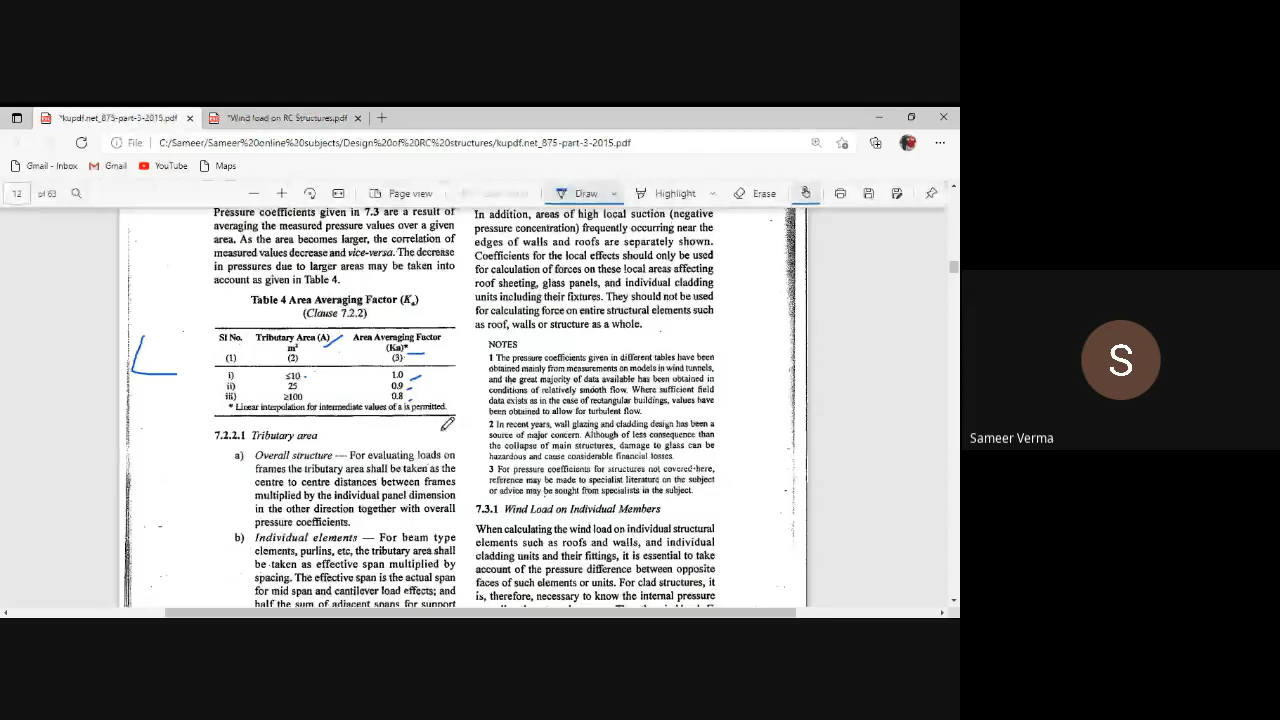 *kupdf.net_875-part-3-2015.pdf
*Wind load on RC Structures.pdf
File
C:/Sameer/Sameer%20online%20subjects/Design%20of%20RC%20structures/kupdf.net_875-part-3-2015.pdf
Gmail - Inbox
Gmail
YouTube
Maps
12
of 63
Page view
Draw
Highlight
Erase
Pressure coefficients given in 7.3 are a result of
averaging the measured pressure values over a given
area. As the area becomes larger, the correlation of
measured values decrease and vice-versa. The decrease
in pressures due to larger areas may be taken into
account as given in Table 4.
Table 4 Area Averaging Factor (Ka)
(Clause 7.2.2)
Sl No. Tributary Area (A) Area Averaging Factor
m² (Ka)*
(1) (2) (3)
i) ≤10 1.0
ii) 25 0.9
iii) ≥100 0.8
* Linear interpolation for intermediate values of a is permitted.
7.2.2.1 Tributary area
a) Overall structure — For evaluating loads on
frames the tributary area shall be taken as the
centre to centre distances between frames
multiplied by the individual panel dimension
in the other direction together with overall
pressure coefficients.
b) Individual elements — For beam type
elements, purlins, etc, the tributary area shall
be taken as effective span multiplied by
spacing. The effective span is the actual span
for mid span and cantilever load effects; and
half the sum of adjacent spans for support
In addition, areas of high local suction (negative
pressure concentration) frequently occurring near the
edges of walls and roofs are separately shown.
Coefficients for the local effects should only be used
for calculation of forces on these local areas affecting
roof sheeting, glass panels, and individual cladding
units including their fixtures. They should not be used
for calculating force on entire structural elements such
as roof, walls or structure as a whole.
NOTES
1 The pressure coefficients given in different tables have been
obtained mainly from measurements on models in wind tunnels,
and the great majority of data available has been obtained in
conditions of relatively smooth flow. Where sufficient field
data exists as in the case of rectangular buildings, values have
been obtained to allow for turbulent flow.
2 In recent years, wall glazing and cladding design has been a
source of major concern. Although of less consequence than
the collapse of main structures, damage to glass can be
hazardous and cause considerable financial losses.
3 For pressure coefficients for structures not covered here,
reference may be made to specialist literature on the subject
or advice may be sought from specialists in the subject.
7.3.1 Wind Load on Individual Members
When calculating the wind load on individual structural
elements such as roofs and walls, and individual
cladding units and their fittings, it is essential to take
account of the pressure difference between opposite
faces of such elements or units. For clad structures, it
is, therefore, necessary to know the internal pressure
S
Sameer Verma